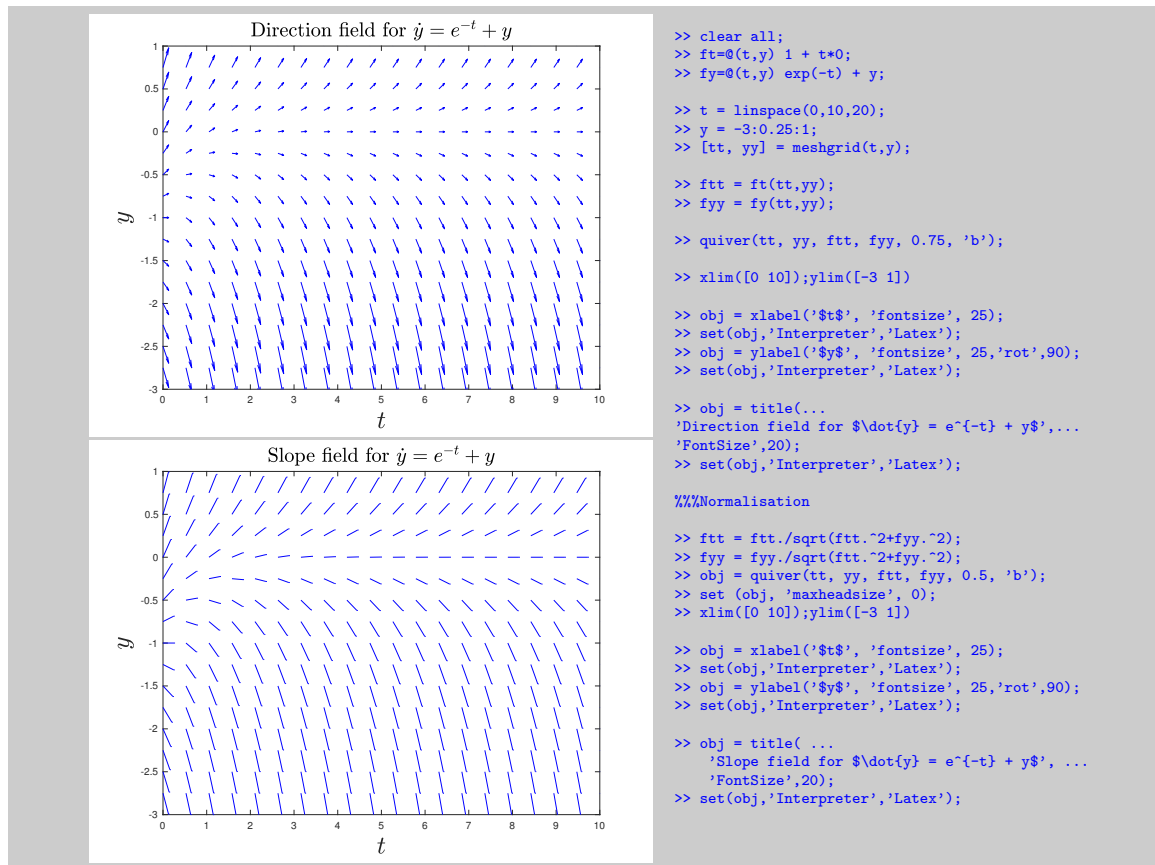 Direction field for ẏ = e^{-t} + y
1
0.5
0
-0.5
-1
-1.5
-2
-2.5
-3
y
0 1 2 3 4 5 6 7 8 9 10
t
Slope field for ẏ = e^{-t} + y
1
0.5
0
-0.5
-1
-1.5
-2
-2.5
-3
y
0 1 2 3 4 5 6 7 8 9 10
t
>> clear all;
>> ft=@(t,y) 1 + t*0;
>> fy=@(t,y) exp(-t) + y;
>> t = linspace(0,10,20);
>> y = -3:0.25:1;
>> [tt, yy] = meshgrid(t,y);
>> ftt = ft(tt,yy);
>> fyy = fy(tt,yy);
>> quiver(tt, yy, ftt, fyy, 0.75, ’b’);
>> xlim([0 10]);ylim([-3 1])
>> obj = xlabel(’$t$’, ’fontsize’, 25);
>> set(obj,’Interpreter’,’Latex’);
>> obj = ylabel(’$y$’, ’fontsize’, 25,’rot’,90);
>> set(obj,’Interpreter’,’Latex’);
>> obj = title(...
’Direction field for $\dot{y} = e^{-t} + y$’,...
’FontSize’,20);
>> set(obj,’Interpreter’,’Latex’);
%%%Normalisation
>> ftt = ftt./sqrt(ftt.^2+fyy.^2);
>> fyy = fyy./sqrt(ftt.^2+fyy.^2);
>> obj = quiver(tt, yy, ftt, fyy, 0.5, ’b’);
>> set (obj, ’maxheadsize’, 0);
>> xlim([0 10]);ylim([-3 1])
>> obj = xlabel(’$t$’, ’fontsize’, 25);
>> set(obj,’Interpreter’,’Latex’);
>> obj = ylabel(’$y$’, ’fontsize’, 25,’rot’,90);
>> set(obj,’Interpreter’,’Latex’);
>> obj = title( ...
’Slope field for $\dot{y} = e^{-t} + y$’, ...
’FontSize’,20);
>> set(obj,’Interpreter’,’Latex’);